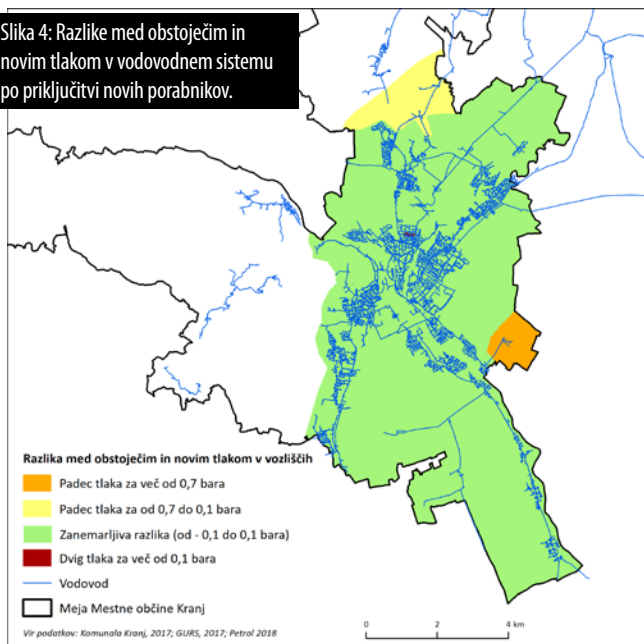 Slika 4: Razlike med obstoječim in
novim tlakom v vodovodnem sistemu
po priključitvi novih porabnikov.
Razlika med obstoječim in novim tlakom v vozliščih
Padec tlaka za več od 0,7 bara
Padec tlaka za od 0,7 do 0,1 bara
Zanemarljiva razlika (od - 0,1 do 0,1 bara)
Dvig tlaka za več od 0,1 bara
Vodovod
Meja Mestne občine Kranj
Vir podatkov: Komunala Kranj, 2017; GURS, 2017; Petrol 2018
0 2 4 km